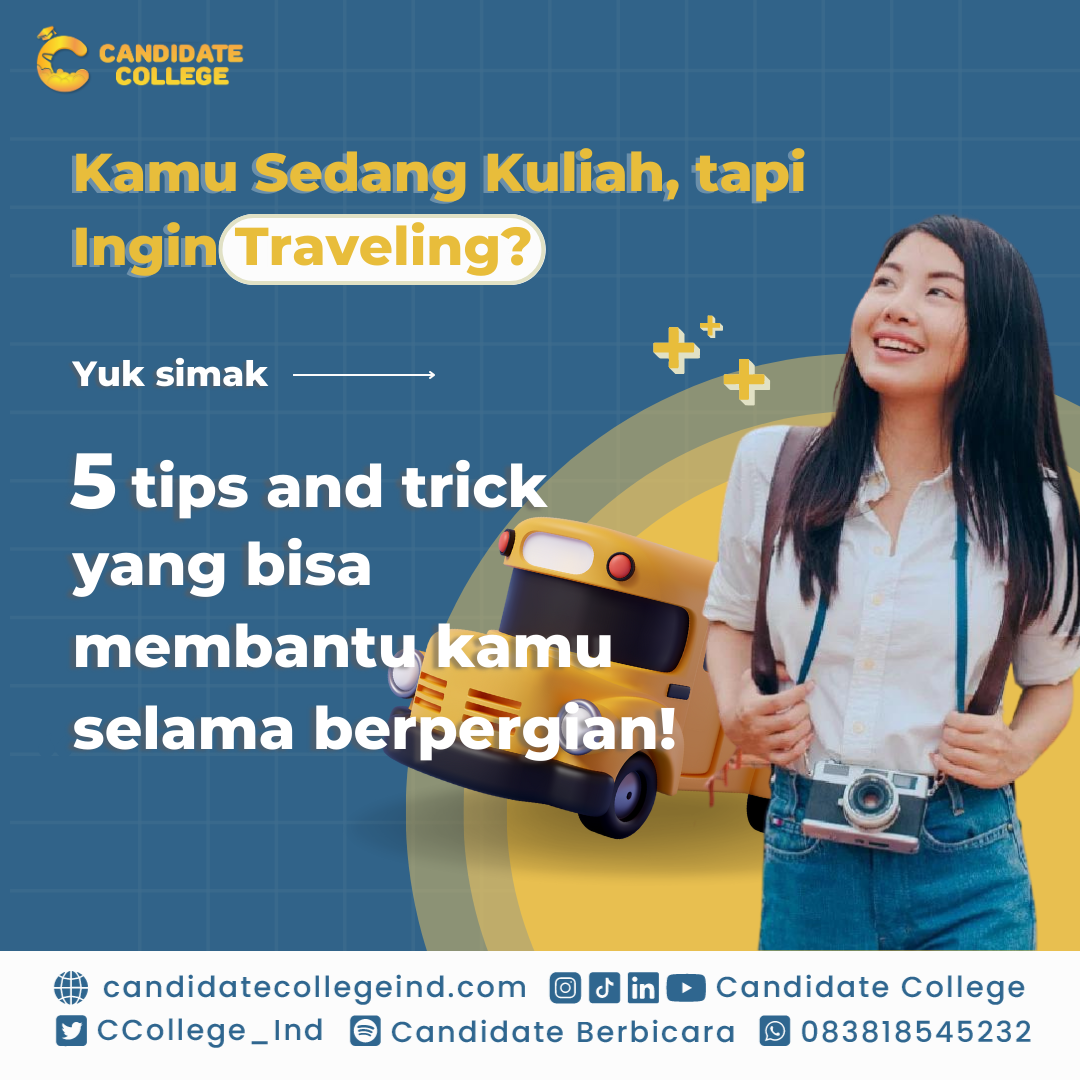 CANDIDATE
COLLEGE
Kamu Sedang Kuliah, tapi
Ingin Traveling?
Yuk simak
5 tips and trick
yang bisa
membantu kamu
selama berpergian!
candidatecollegeind.com Candidate College
CCollege_Ind Candidate Berbicara 083818545232